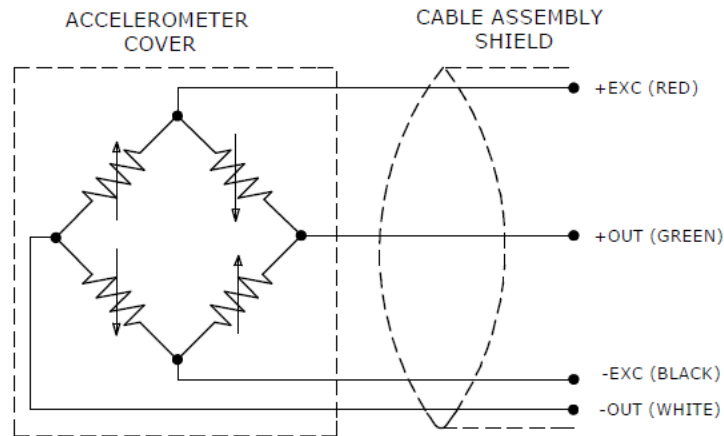 ACCELEROMETER
COVER
CABLE ASSEMBLY
SHIELD
+EXC (RED)
+OUT (GREEN)
-EXC (BLACK)
-OUT (WHITE)